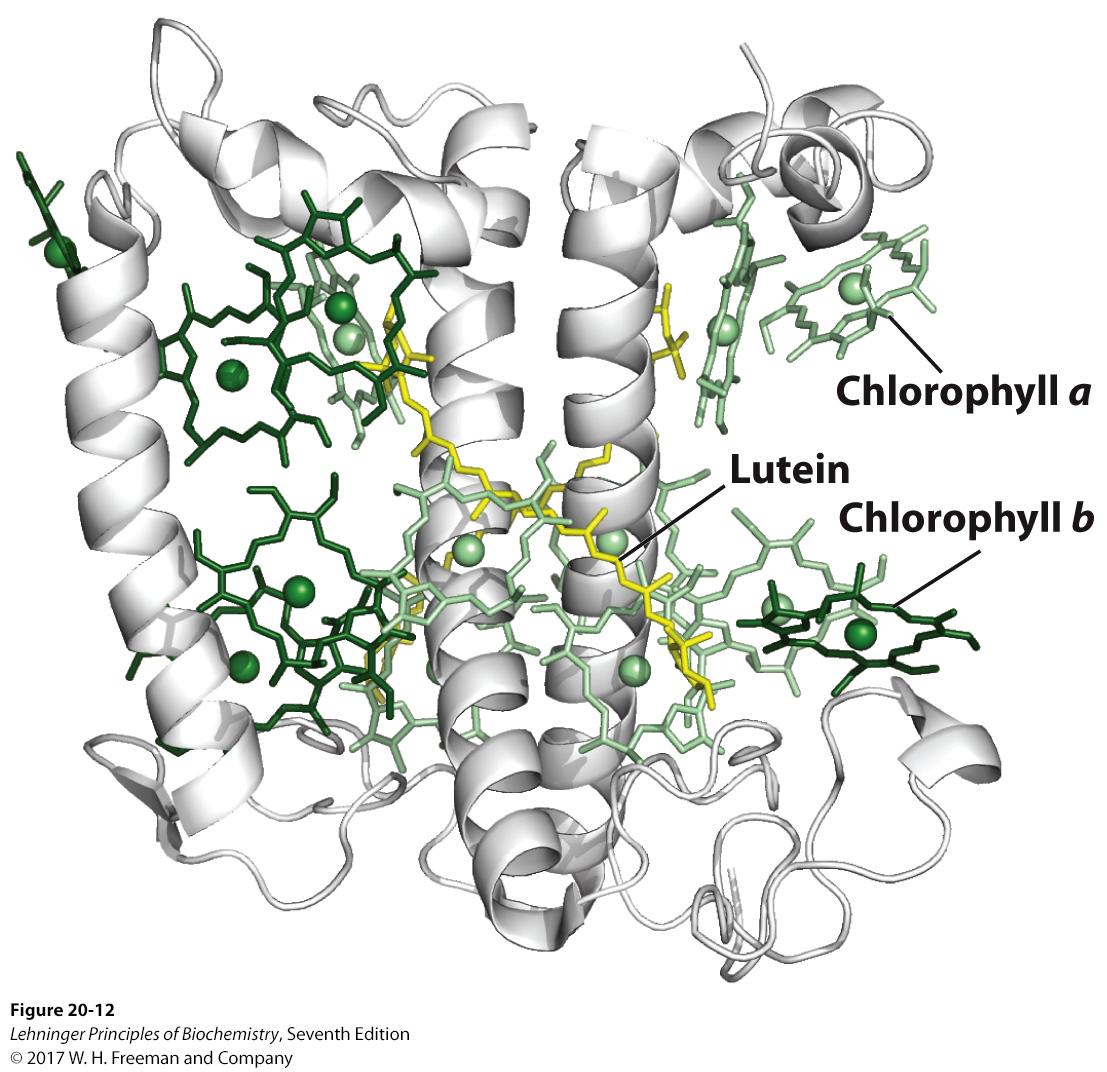 Chlorophyll a
Lutein
Chlorophyll b
Figure 20-12
Lehninger Principles of Biochemistry, Seventh Edition
© 2017 W. H. Freeman and Company